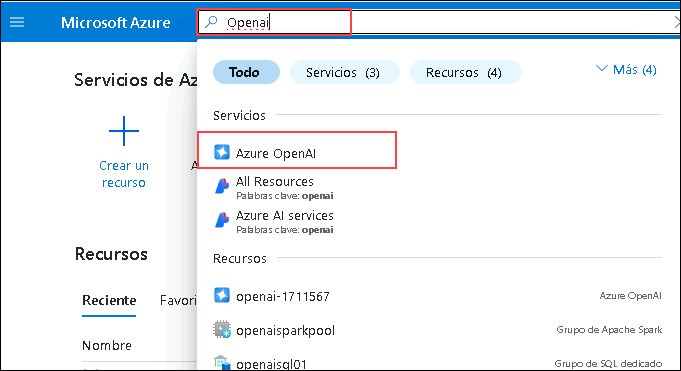 Microsoft Azure
Openai
Servicios de Az
Todo
Servicios (3)
Recursos (4)
Más (4)
Servicios
Crear un
recurso
A
Azure OpenAI
All Resources
Palabras clave: openai
Azure AI services
Palabras clave: openai
Recursos
Recursos
Reciente
Favori
Nombre
openai-1711567
Azure OpenAI
openaisparkpool
Grupo de Apache Spark
openaisql01
Grupo de SQL dedicado